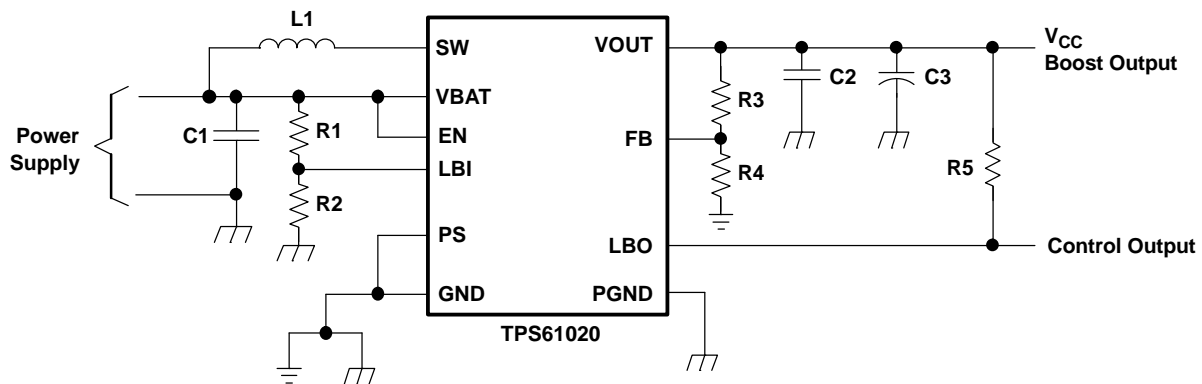 L1
SW
VOUT
VCC
Boost Output
C2
C3
VBAT
R3
Power
Supply
C1
R1
EN
FB
LBI
R4
R5
R2
PS
LBO
Control Output
GND
PGND
TPS61020